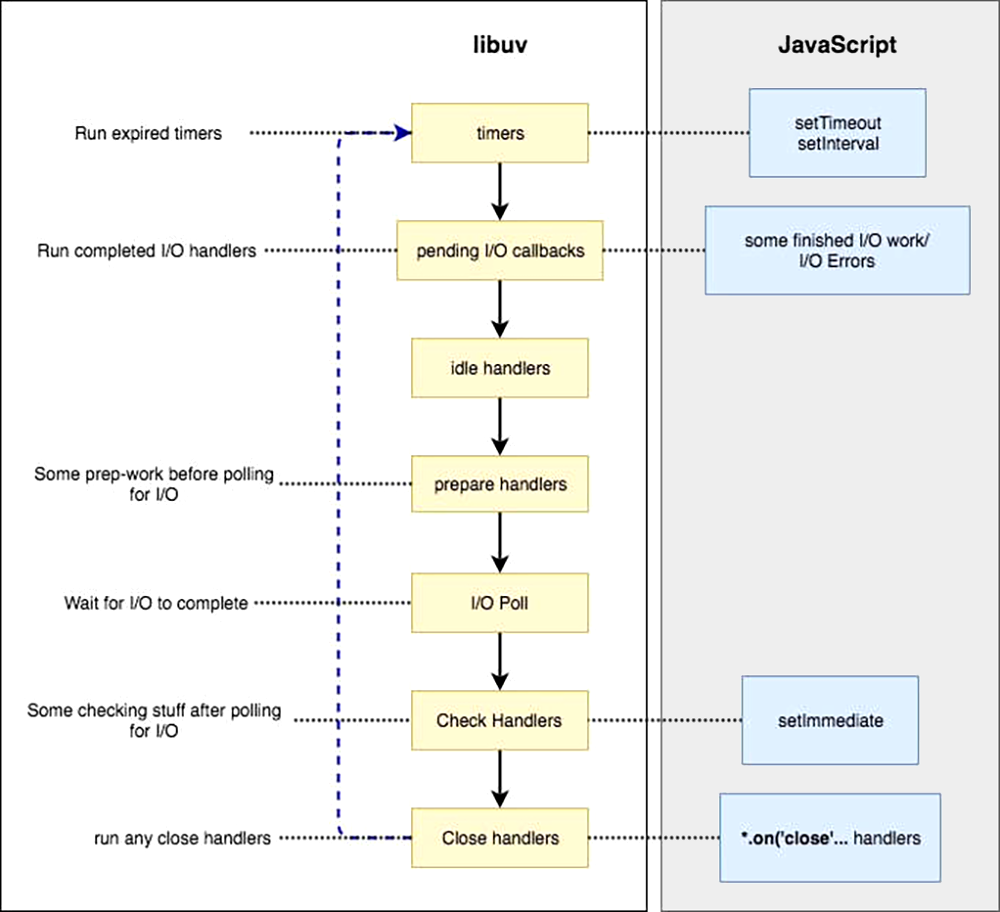 libuv
JavaScript
Run expired timers
timers
setTimeout
setInterval
Run completed I/O handlers
pending I/O callbacks
some finished I/O work/
I/O Errors
idle handlers
Some prep-work before polling
for I/O
prepare handlers
Wait for I/O to complete
I/O Poll
Some checking stuff after polling
for I/O
Check Handlers
setImmediate
run any close handlers
Close handlers
*.on('close'... handlers